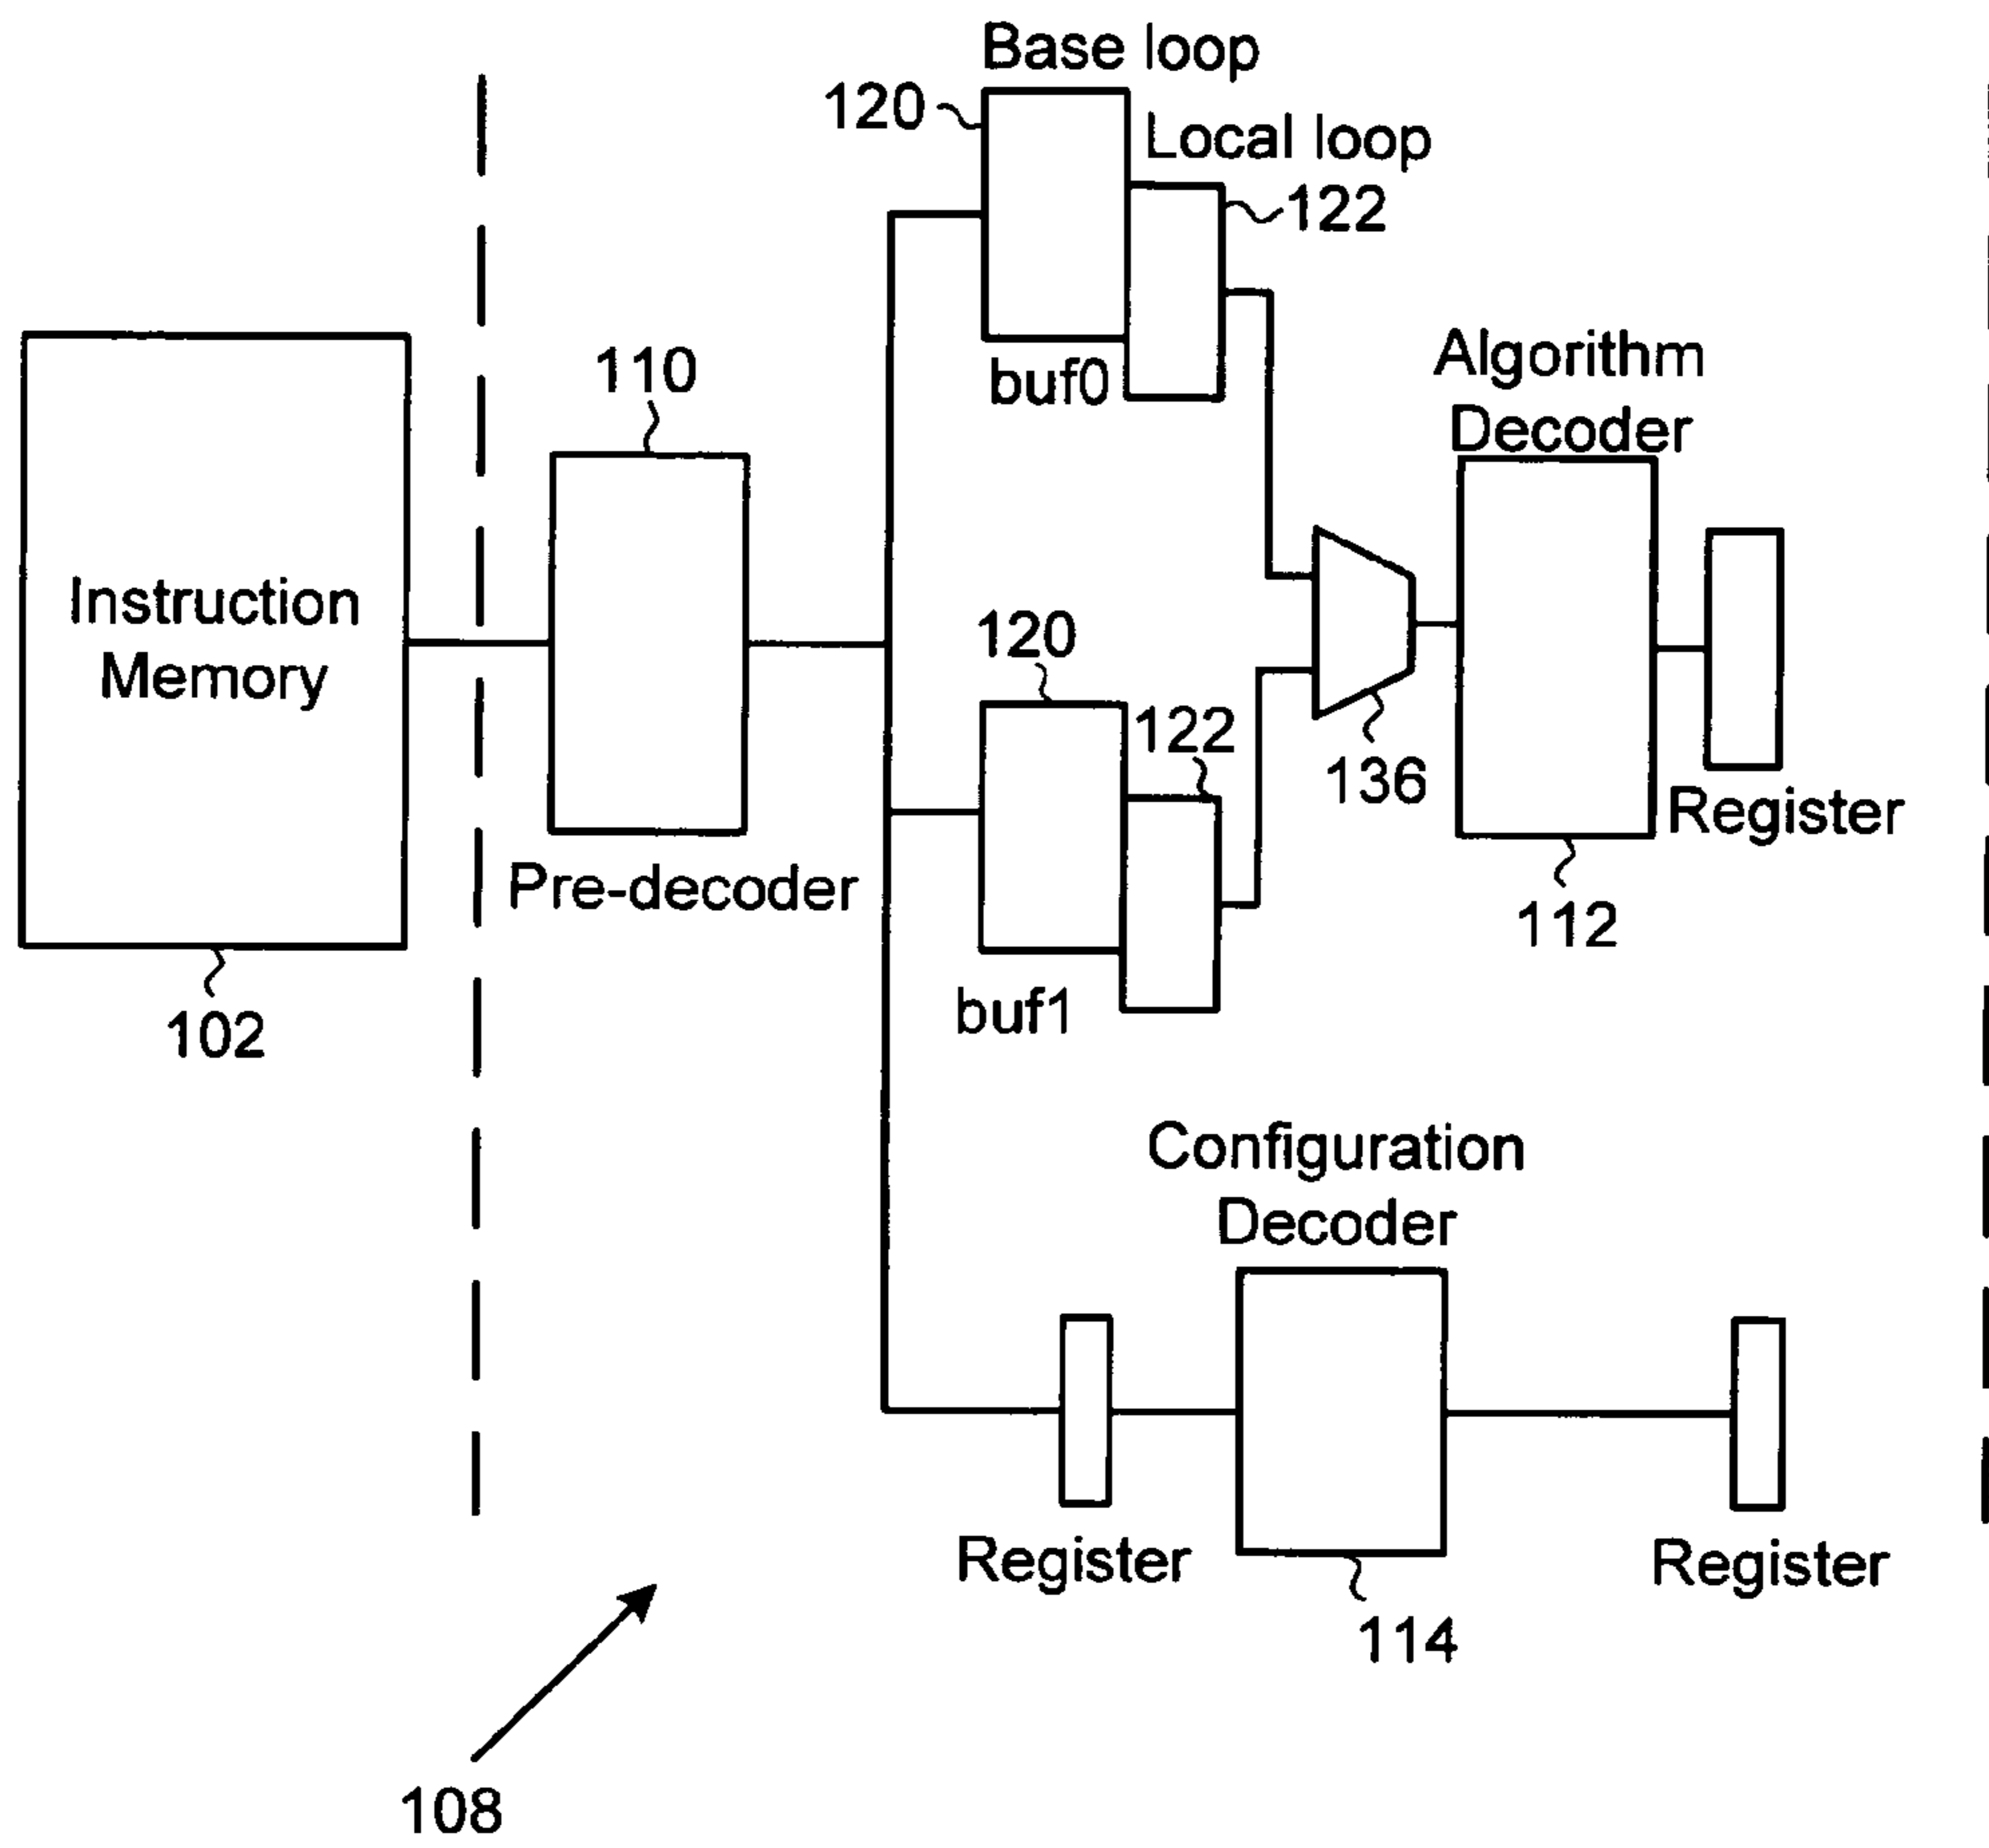 Base loop
120
Local loop
122
buf0
110
Algorithm
Decoder
Instruction
Memory
120
122
136
Register
Pre-decoder
112
buf1
102
Configuration
Decoder
Register
Register
114
108